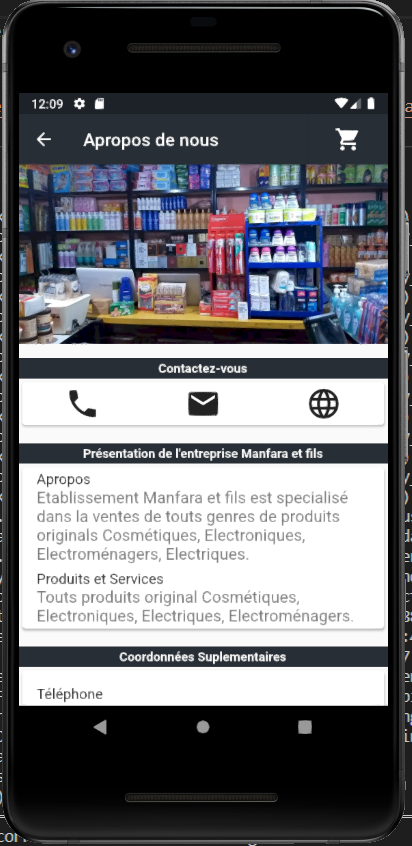 12:09
Apropos de nous
Contactez-vous
Présentation de l'entreprise Manfara et fils
Apropos
Etablissement Manfara et fils est specialisé
dans la ventes de touts genres de produits
originals Cosmétiques, Electroniques,
Electroménagers, Electriques.
Produits et Services
Touts produits original Cosmétiques,
Electroniques, Electriques, Electroménagers.
Coordonnées Suplementaires
Téléphone